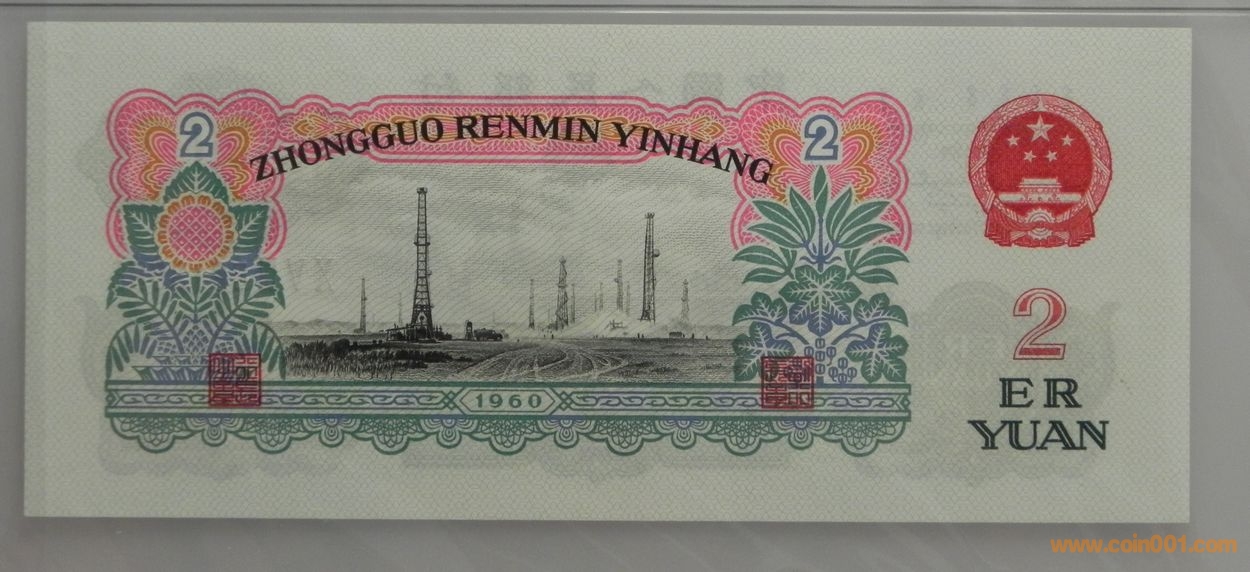 2
2
ZHONGGUO RENMIN YINHANG
1960
2
ER
YUAN
www.coin001.com